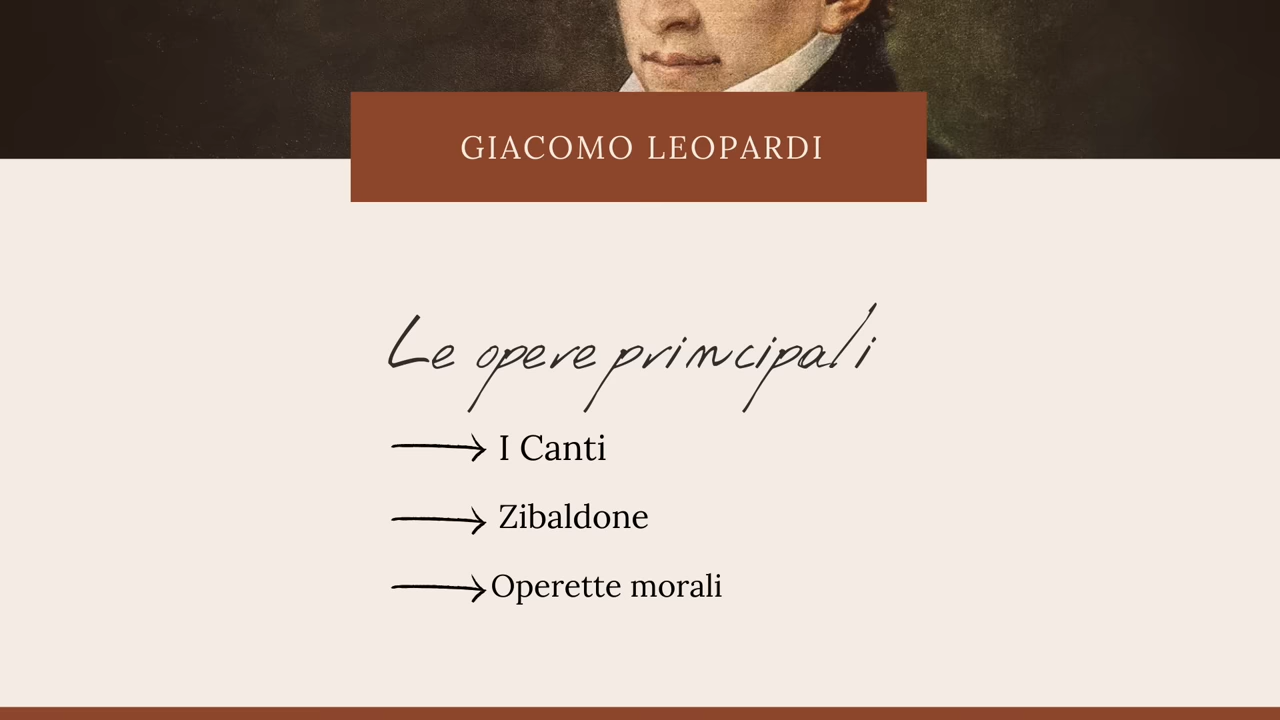 GIACOMO LEOPARDI
Le opere principali
I Canti
Zibaldone
Operette morali